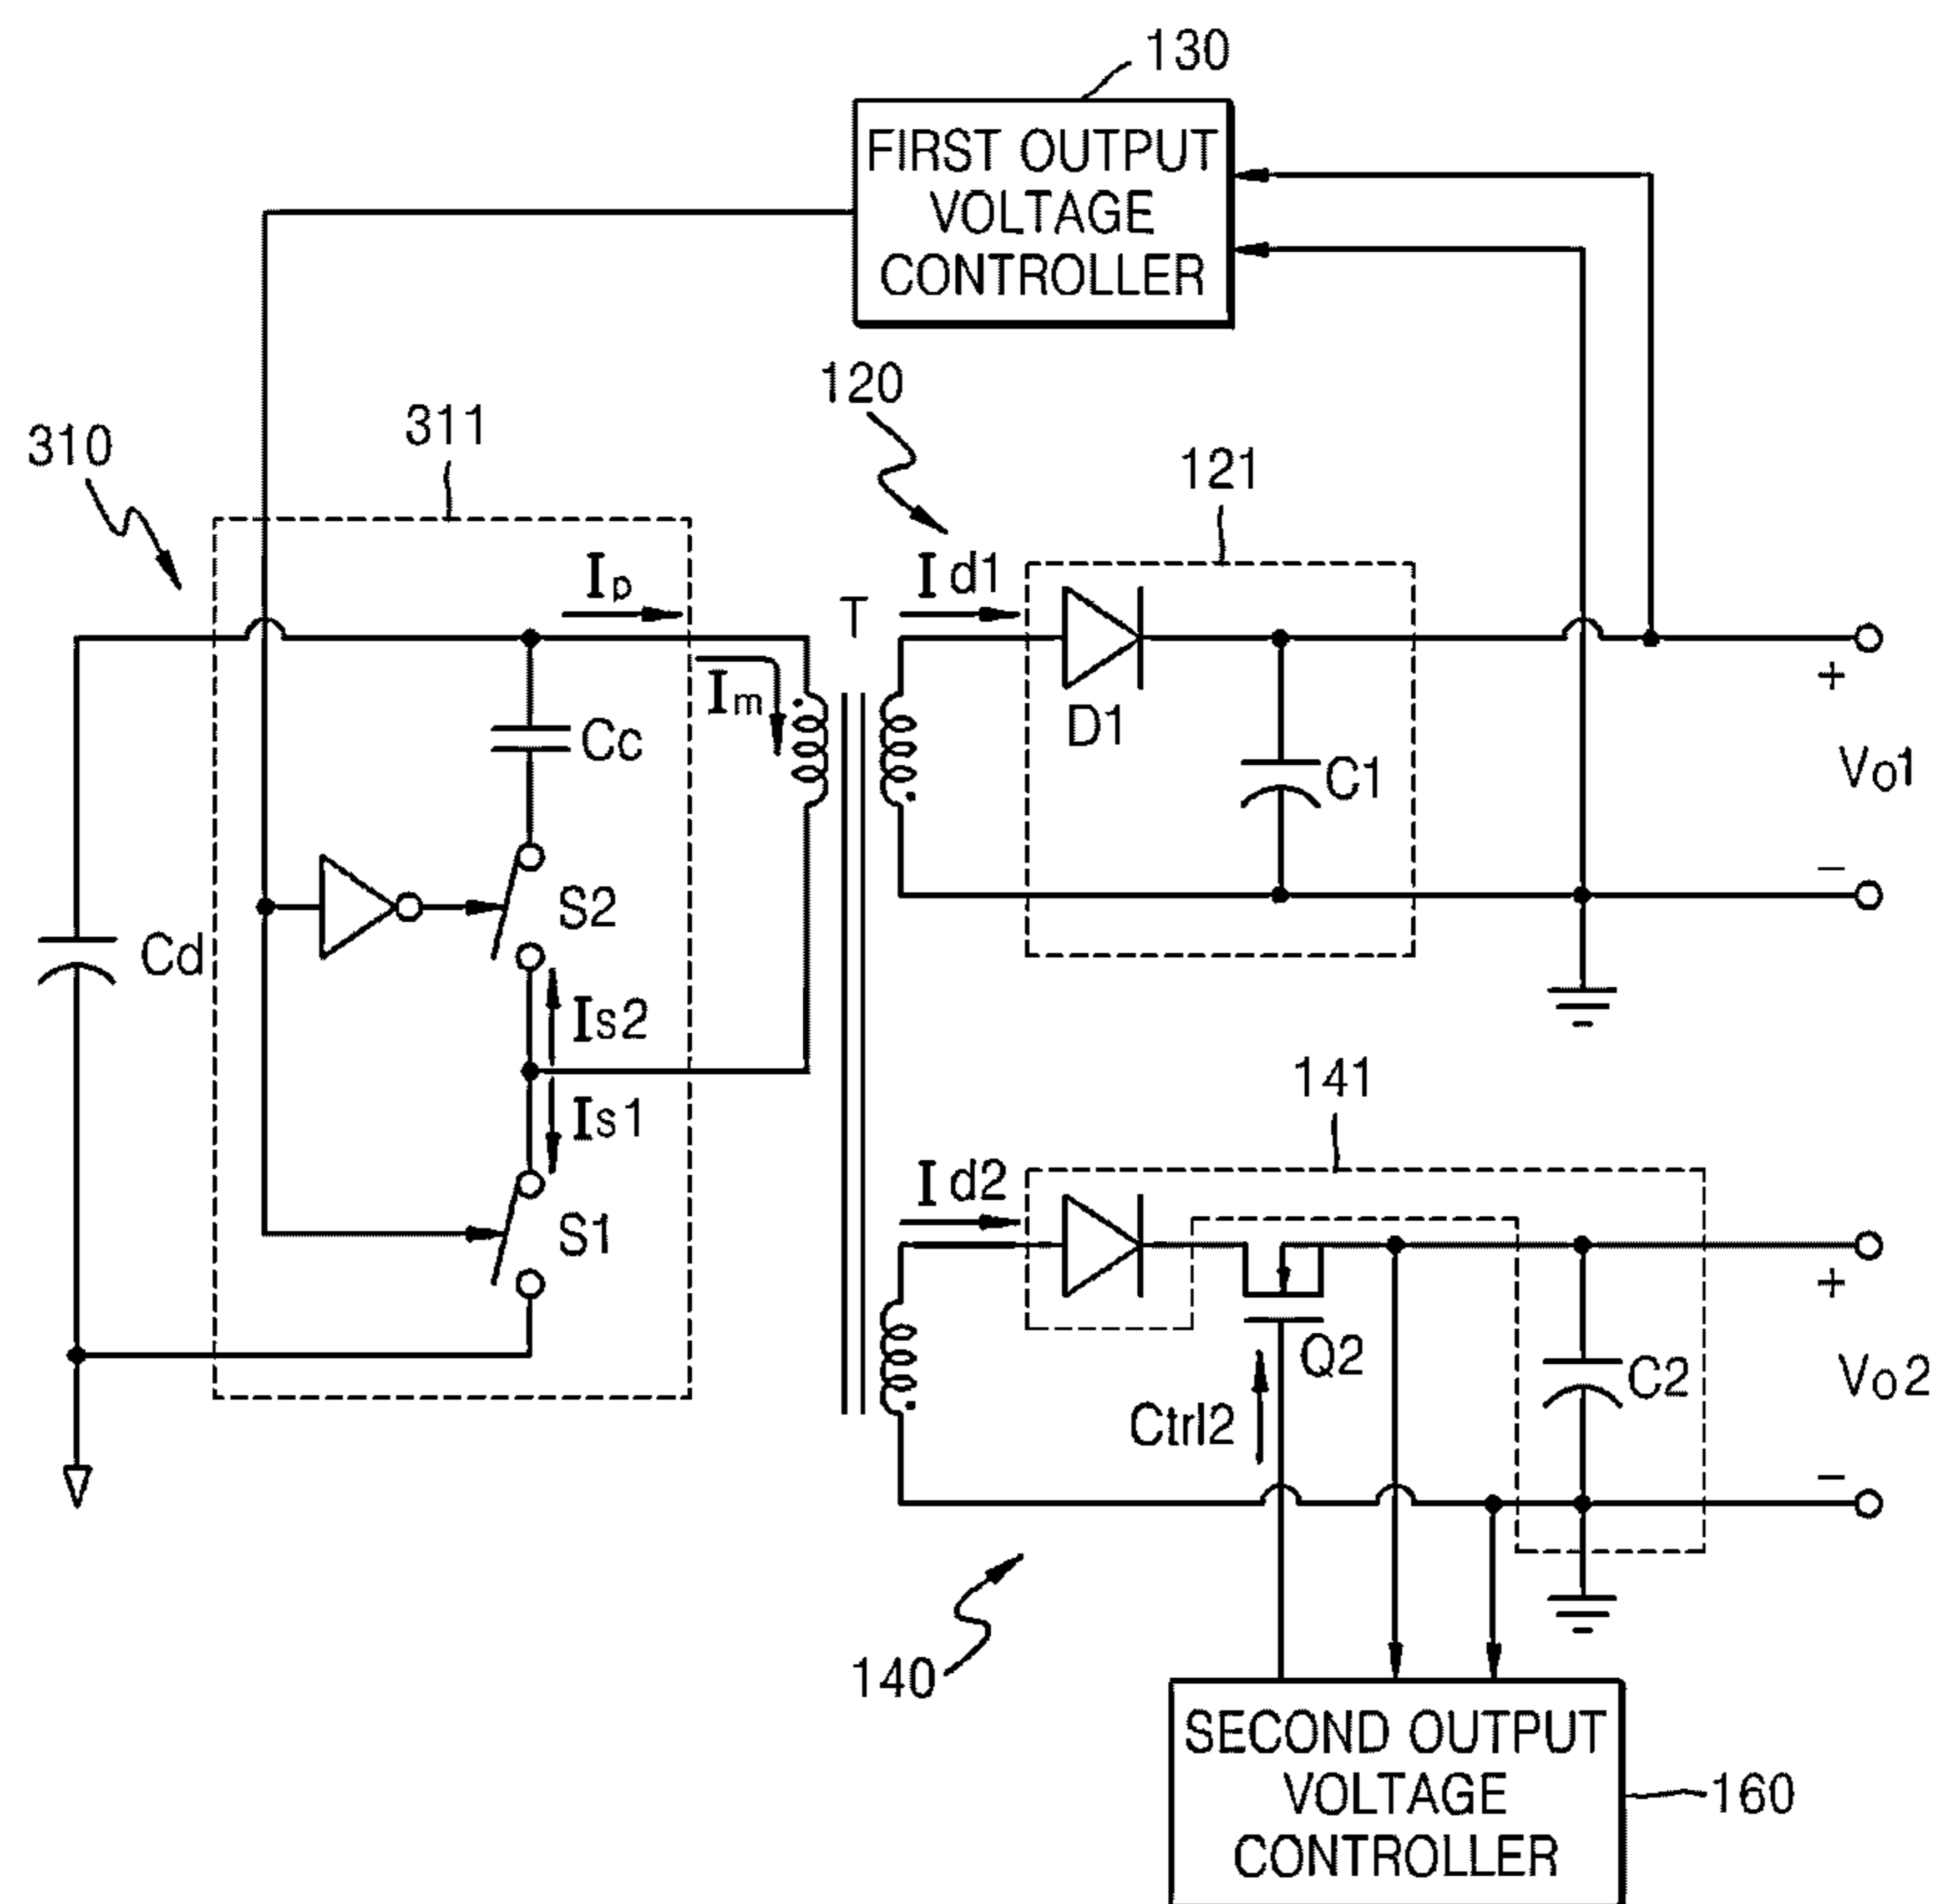 130
FIRST OUTPUT
VOLTAGE
CONTROLLER
120
310
311
121
Ip
Id1
T
Im
Cc
D1
C1
+
Vo1
−
Cd
S2
Is2
Is1
S1
141
Id2
+
Q2
C2
Vo2
Ctrl2
−
140
SECOND OUTPUT
VOLTAGE
CONTROLLER
160